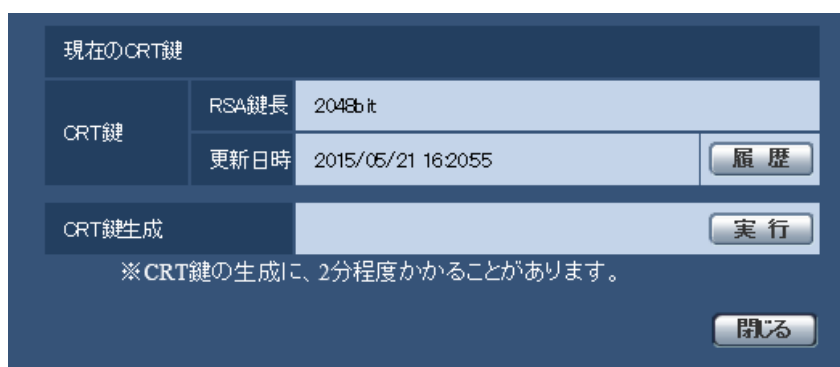 現在のCRT鍵
CRT鍵
RSA鍵長 2048bit
更新日時 2015/05/21 16:20:55 履歴
CRT鍵生成 実行
※CRT鍵の生成に、2分程度かかることがあります。
閉じる